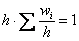 h · ∑ w_i/h = 1